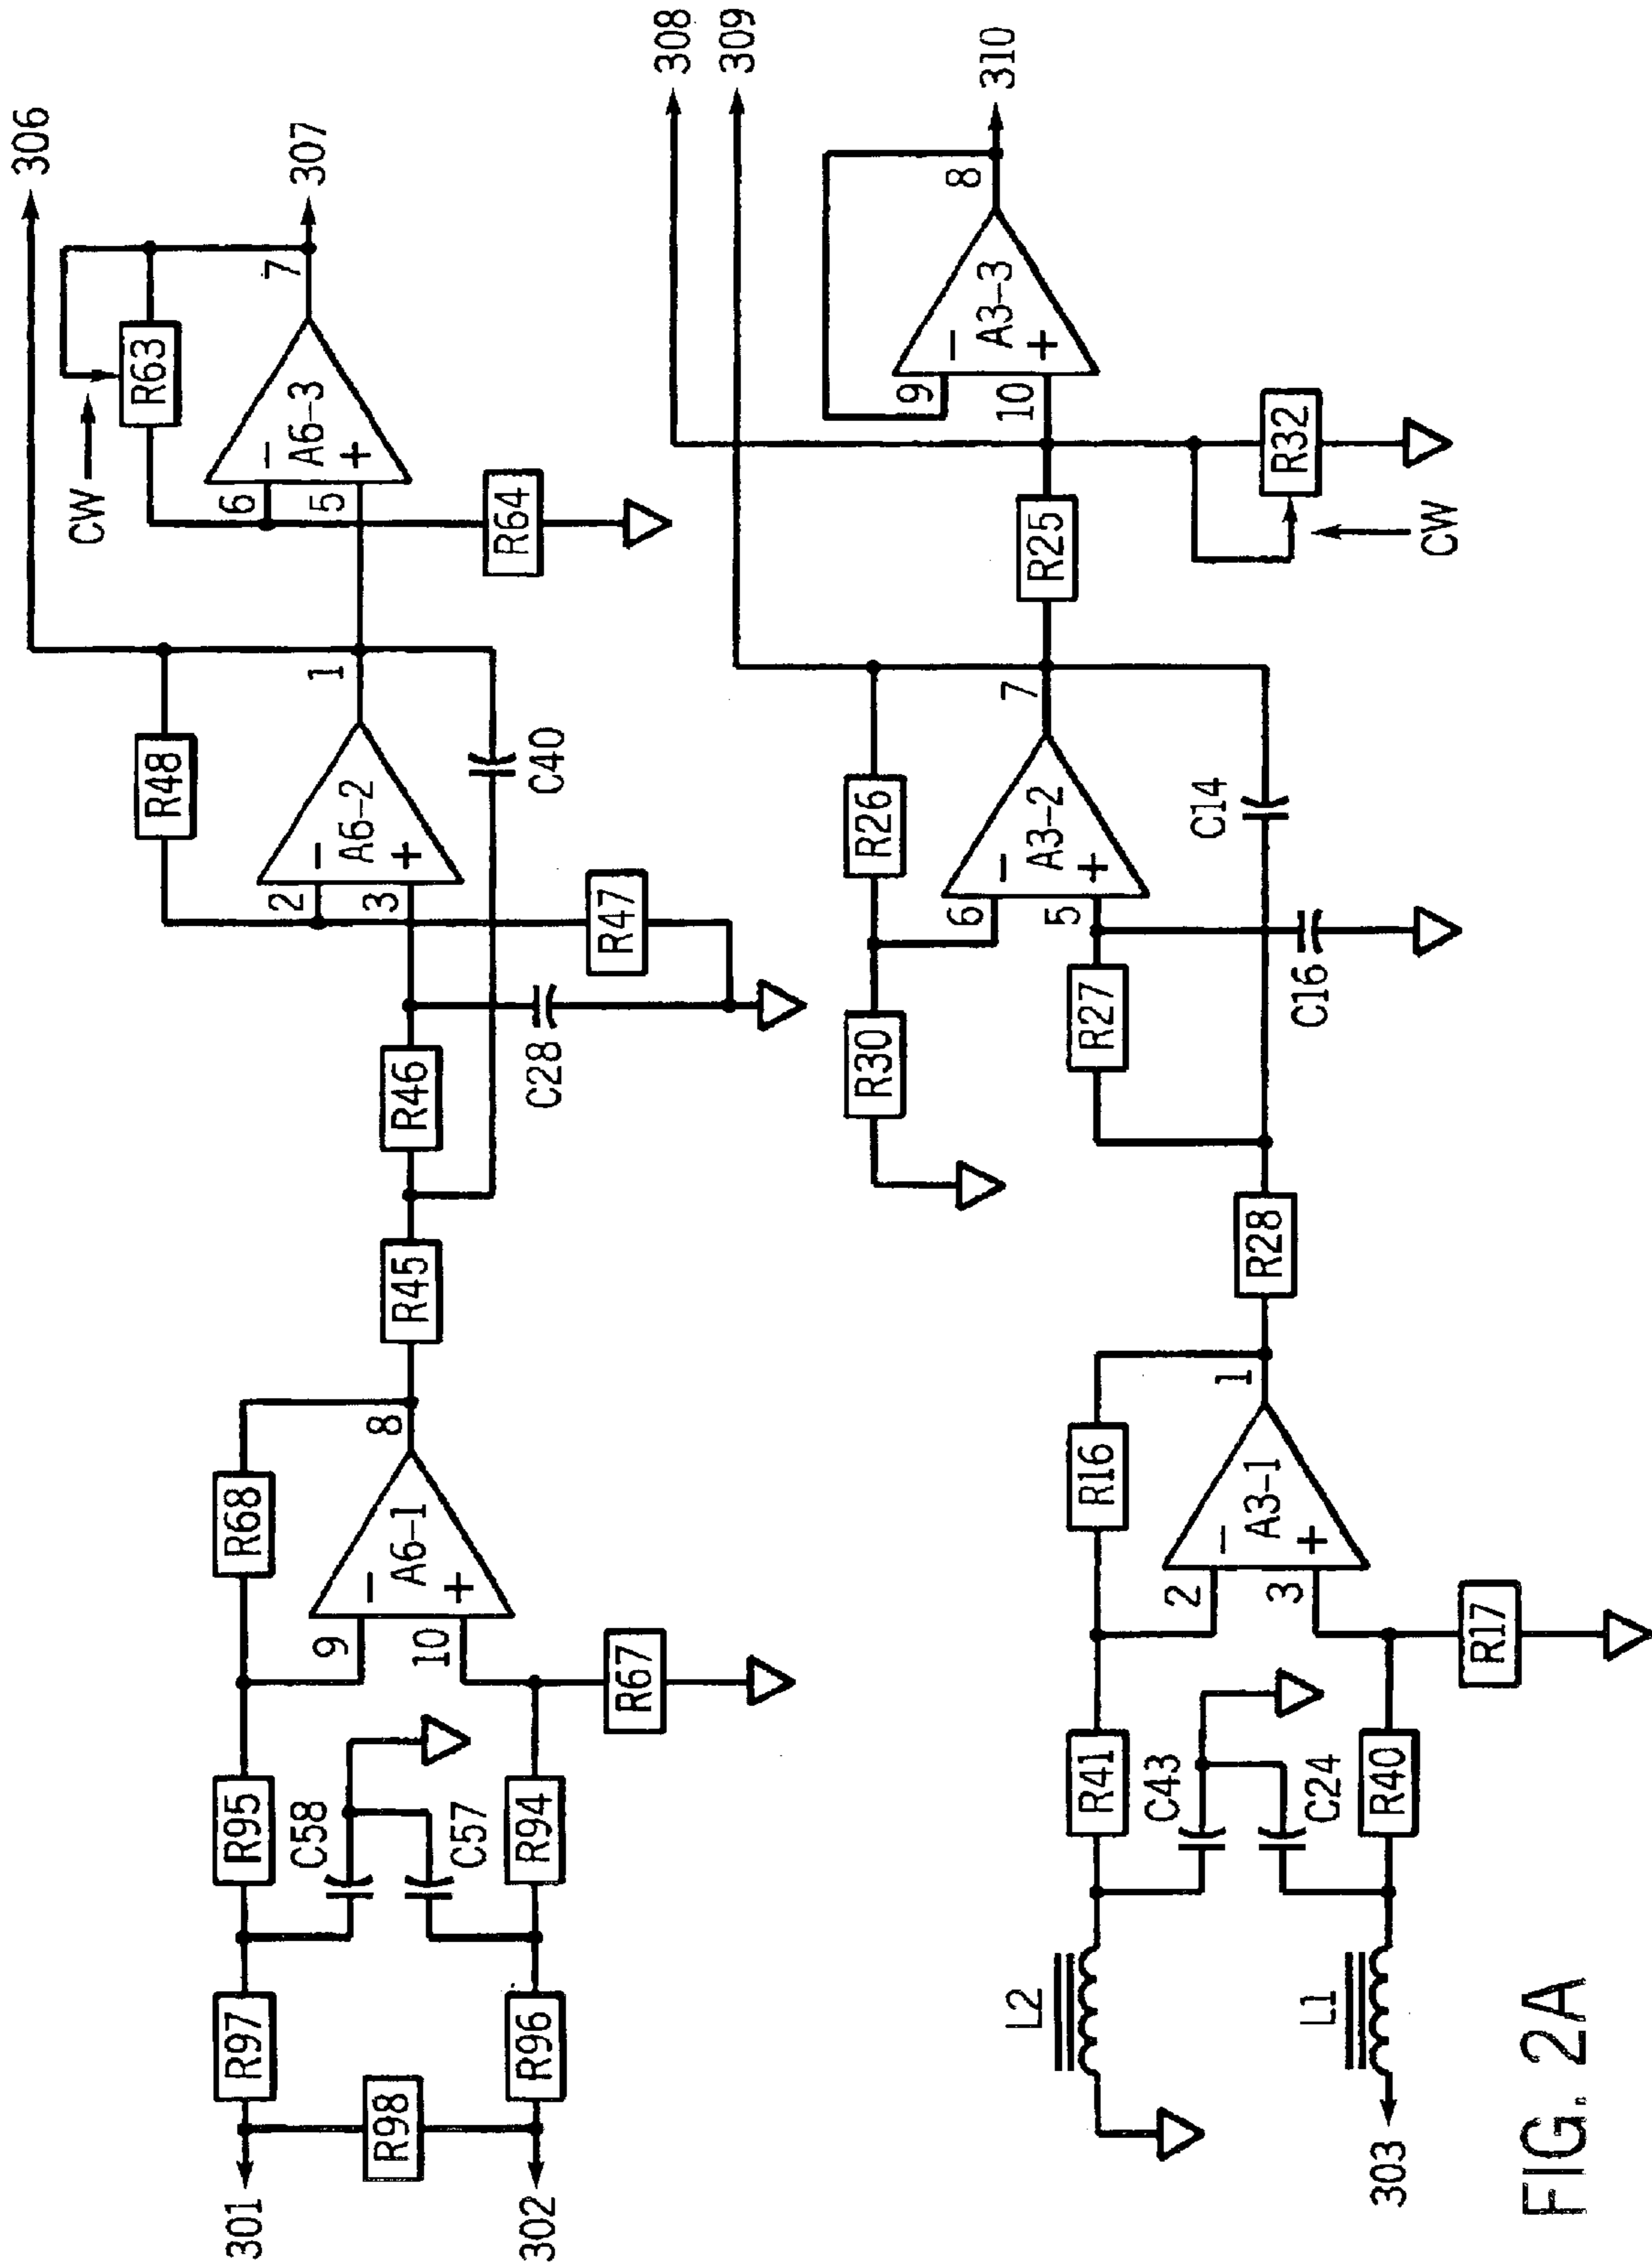 306
CW
R63
7
307
6
A6-3
5
R64
R48
1
2
A6-2
3
C40
R47
R46
C28
R45
R68
8
9
A6-1
10
R67
R95
C58
C57
R94
R97
R98
R96
301
302
308
309
8
310
9
A3-3
10
R25
R32
CW
R26
7
6
A3-2
5
C14
R30
R27
C16
R28
R16
1
2
A3-1
3
R17
R41
C43
C24
R40
L2
L1
303
FIG. 2A